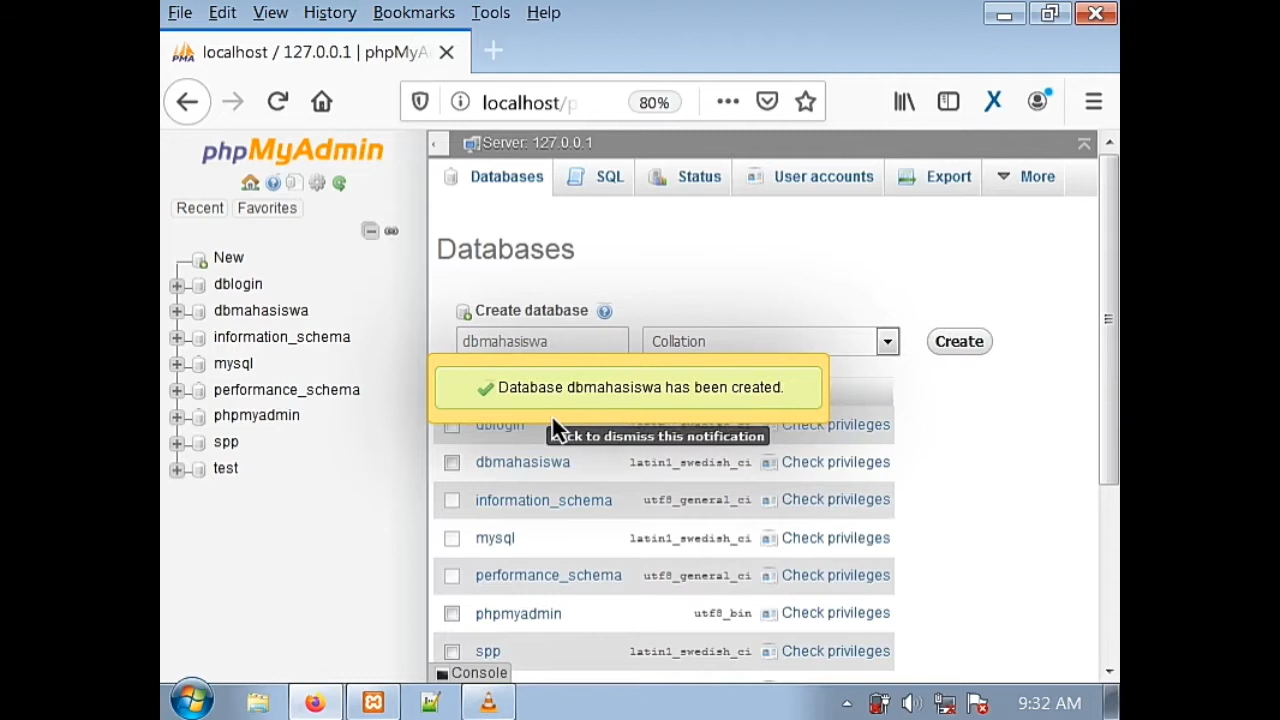 File Edit View History Bookmarks Tools Help
PMA localhost / 127.0.0.1 | phpMyA
localhost/p 80%
phpMyAdmin
Recent Favorites
New
dblogin
dbmahasiswa
information_schema
mysql
performance_schema
phpmyadmin
spp
test
Server: 127.0.0.1
Databases SQL Status User accounts Export More
Databases
Create database
dbmahasiswa Collation Create
Database dbmahasiswa has been created.
dblogin Check privileges
to dismiss this notification
dbmahasiswa latin1_swedish_ci Check privileges
information_schema utf8_general_ci Check privileges
mysql latin1_swedish_ci Check privileges
performance_schema utf8_general_ci Check privileges
phpmyadmin utf8_bin Check privileges
spp latin1_swedish_ci Check privileges
Console
9:32 AM